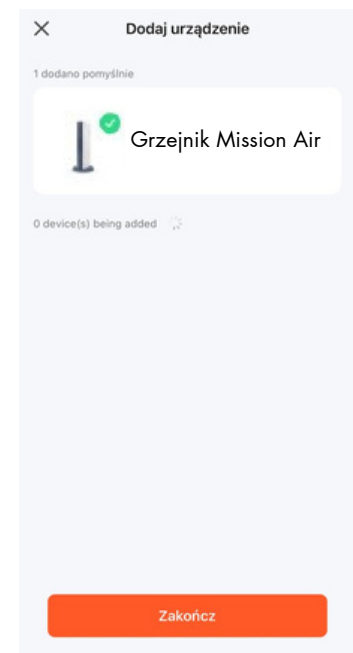 Dodaj urządzenie
1 dodano pomyślnie
Grzejnik Mission Air
0 device(s) being added
Zakończ